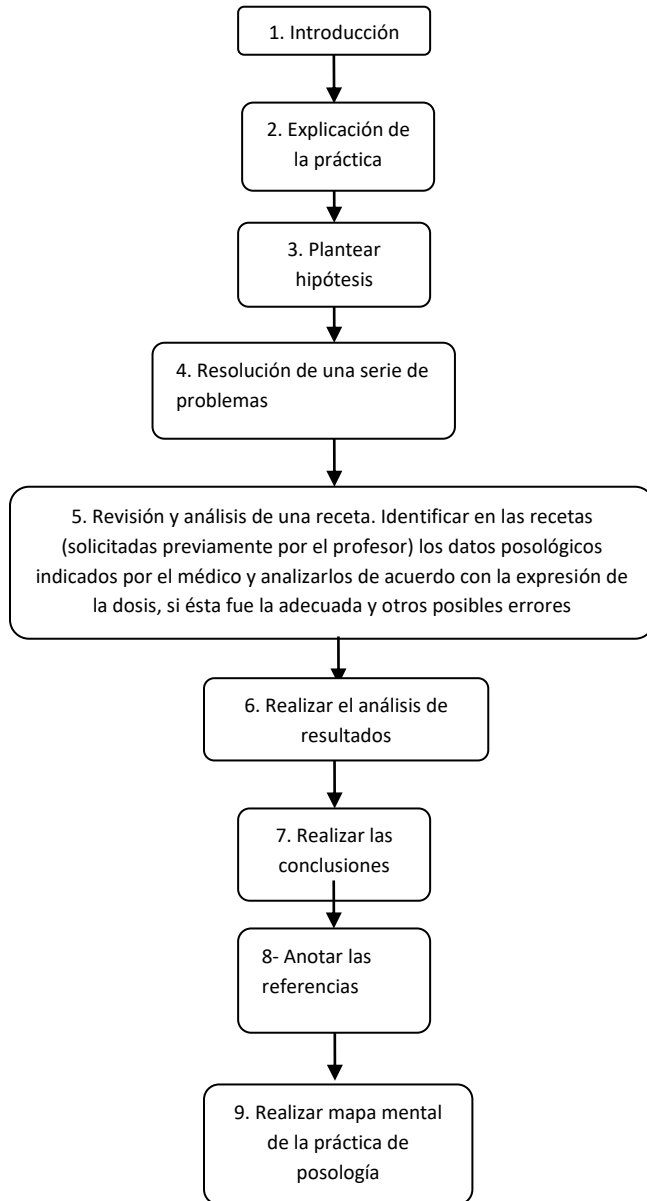 1. Introducción
2. Explicación de
la práctica
3. Plantear
hipótesis
4. Resolución de una serie de
problemas
5. Revisión y análisis de una receta. Identificar en las recetas
(solicitadas previamente por el profesor) los datos posológicos
indicados por el médico y analizarlos de acuerdo con la expresión de
la dosis, si ésta fue la adecuada y otros posibles errores
6. Realizar el análisis de
resultados
7. Realizar las
conclusiones
8- Anotar las
referencias
9. Realizar mapa mental
de la práctica de
posología